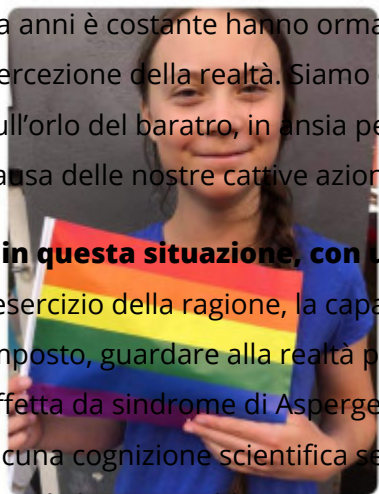 a anni è costante hanno orma
ercezione della realtà. Siamo
ull'orlo del baratro, in ansia pe
ausa delle nostre cattive azion
in questa situazione, con u
esercizio della ragione, la capa
mposto, guardare alla realtà p
ffetta da sindrome di Asperge
cuna cognizione scientifica se